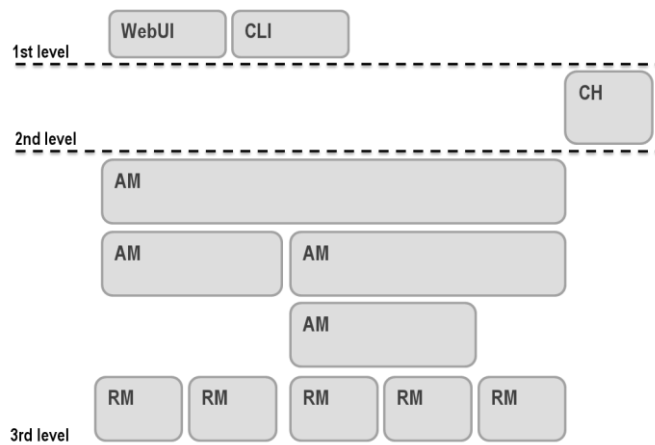 WebUI CLI
1st level
CH
2nd level
AM
AM AM
AM
RM RM RM RM RM
3rd level